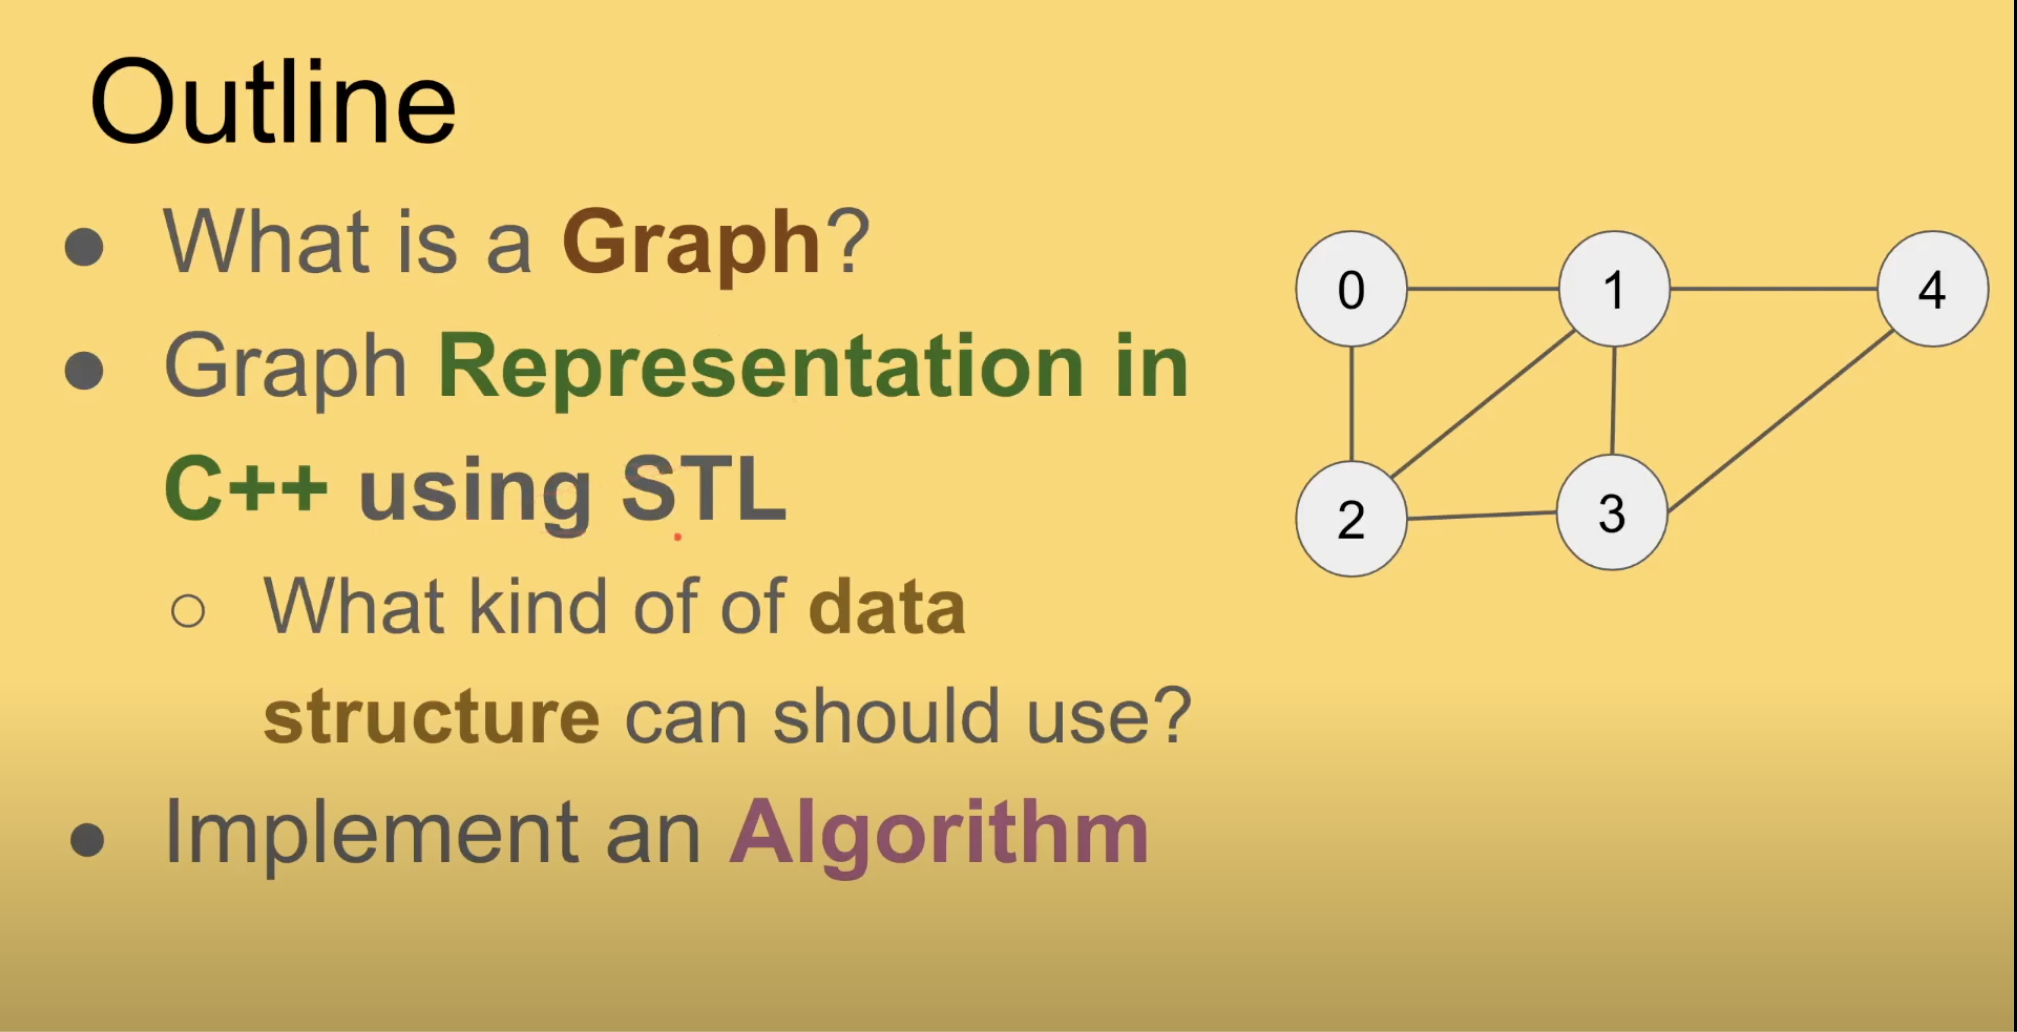 Outline
● What is a Graph?
● Graph Representation in
C++ using STL
○ What kind of of data
structure can should use?
● Implement an Algorithm
0
1
4
2
3